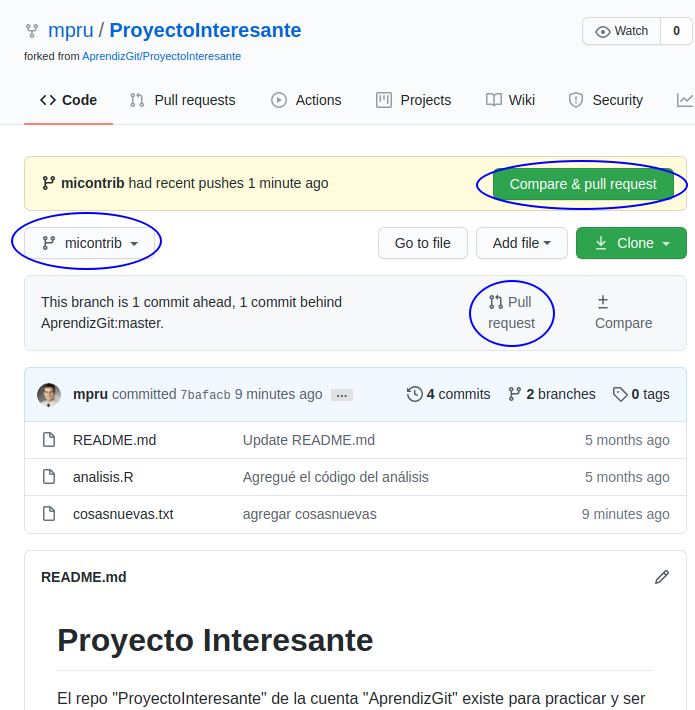 mpru / ProyectoInteresante
Watch 0
forked from AprendizGit/ProyectoInteresante
Code Pull requests Actions Projects Wiki Security
micontrib had recent pushes 1 minute ago Compare & pull request
micontrib Go to file Add file Clone
This branch is 1 commit ahead, 1 commit behind
AprendizGit:master.
Pull
request
Compare
mpru committed 7bafacb 9 minutes ago ... 4 commits 2 branches 0 tags
README.md Update README.md 5 months ago
analisis.R Agregué el código del análisis 5 months ago
cosasnuevas.txt agregar cosasnuevas 9 minutes ago
README.md
Proyecto Interesante
El repo "ProyectoInteresante" de la cuenta "AprendizGit" existe para practicar y ser